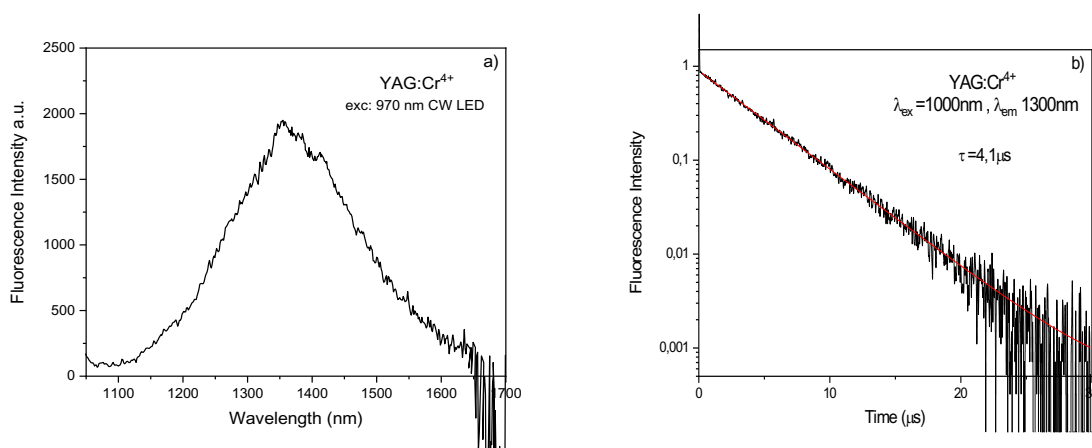 a)
YAG:Cr⁴⁺
exc: 970 nm CW LED
Fluorescence Intensity a.u.
2500
2000
1500
1000
500
0
1100 1200 1300 1400 1500 1600 1700
Wavelength (nm)
b)
YAG:Cr⁴⁺
λex =1000nm , λem 1300nm
τ =4,1μs
Fluorescence Intensity
1
0,1
0,01
0,001
0 10 20
Time (μs)